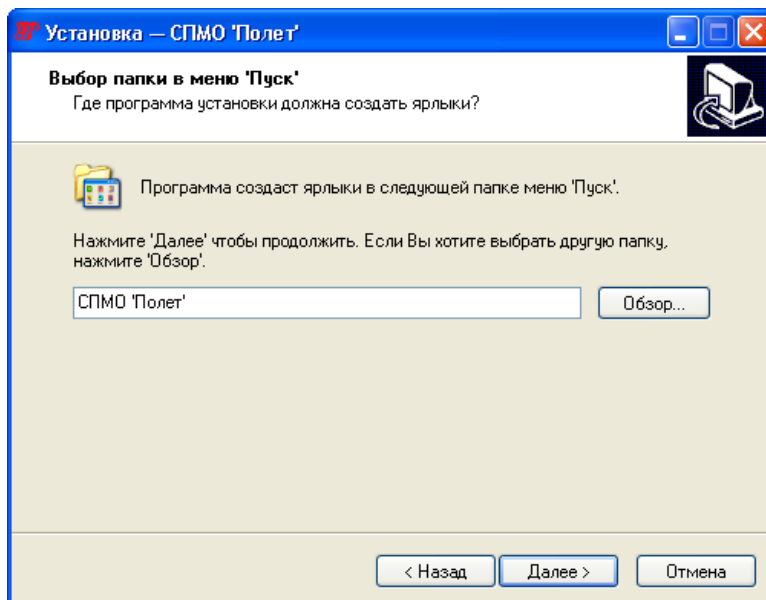 Установка — СПМО 'Полет'
Выбор папки в меню 'Пуск'
Где программа установки должна создать ярлыки?
Программа создаст ярлыки в следующей папке меню 'Пуск'.
Нажмите 'Далее' чтобы продолжить. Если Вы хотите выбрать другую папку,
нажмите 'Обзор'.
СПМО 'Полет'
Обзор...
< Назад
Далее >
Отмена